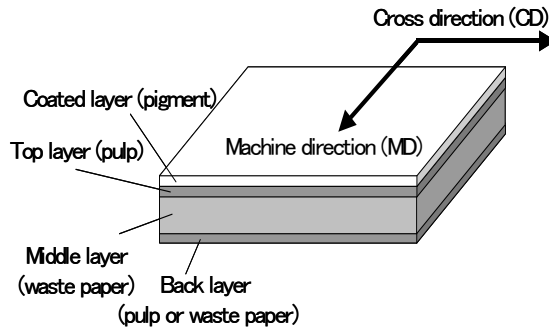 Cross direction (CD)
Coated layer (pigment)
Top layer (pulp)
Machine direction (MD)
Middle layer
(waste paper)
Back layer
(pulp or waste paper)